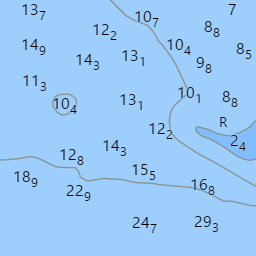 13₇ 10₇ 7
12₂ 8₈
14₉ 10₄ 8₅
14₃ 13₁ 9₈
11₃
10₄ 13₁ 10₁ 8₈
12₂ R
2₄
12₈ 14₃
18₉ 22₉ 15₅ 16₈
24₇ 29₃